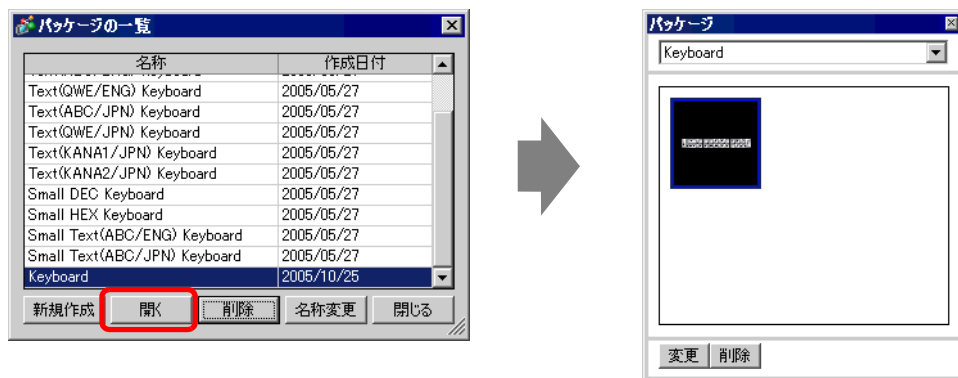 パッケージの一覧
名称 作成日付
Text(QWE/ENG) Keyboard 2005/05/27
Text(ABC/JPN) Keyboard 2005/05/27
Text(QWE/JPN) Keyboard 2005/05/27
Text(KANA1/JPN) Keyboard 2005/05/27
Text(KANA2/JPN) Keyboard 2005/05/27
Small DEC Keyboard 2005/05/27
Small HEX Keyboard 2005/05/27
Small Text(ABC/ENG) Keyboard 2005/05/27
Small Text(ABC/JPN) Keyboard 2005/05/27
Keyboard 2005/10/25
新規作成 開く 削除 名称変更 閉じる
パッケージ
Keyboard
変更 削除